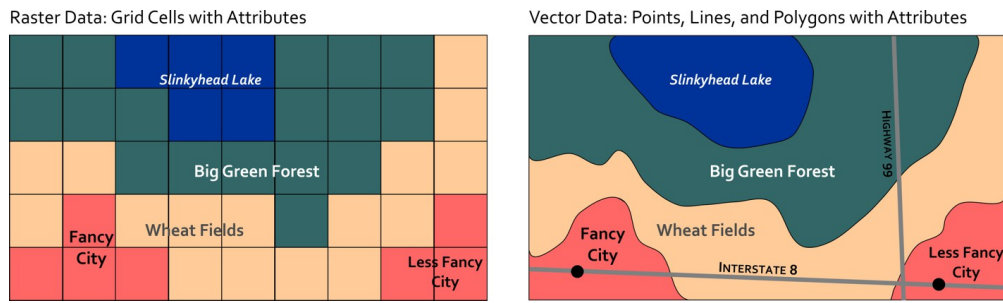 Raster Data: Grid Cells with Attributes
Slinkyhead Lake
Big Green Forest
Wheat Fields
Fancy
City
Less Fancy
City
Vector Data: Points, Lines, and Polygons with Attributes
Slinkyhead Lake
HIGHWAY 99
Big Green Forest
Fancy
City
Wheat Fields
INTERSTATE 8
Less Fancy
City